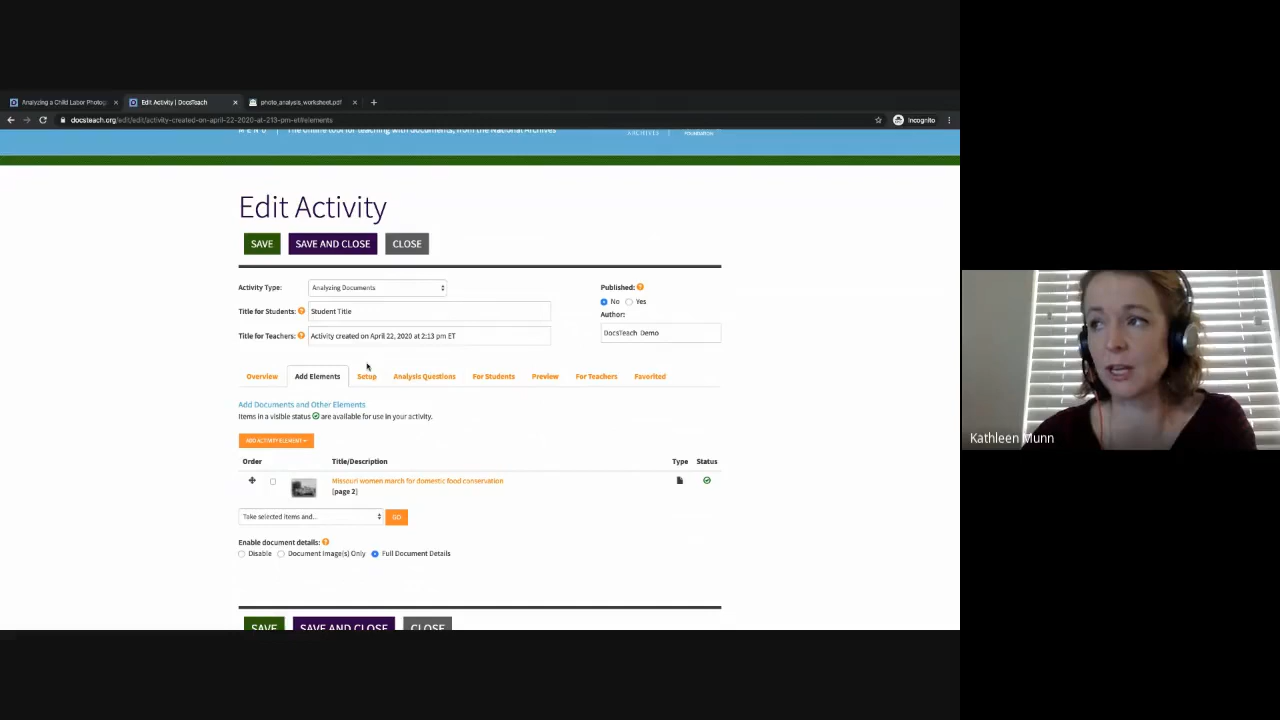 Analyzing a Child Labor Photog
Edit Activity | DocsTeach
photo_analysis_worksheet.pdf
docsteach.org/edit/edit/activity-created-on-april-22-2020-at-213-pm-et#elements
Incognito
MENU | The online tool for teaching with documents, from the National Archives
ARCHIVES
FOUNDATION
Edit Activity
SAVE SAVE AND CLOSE CLOSE
Activity Type: Analyzing Documents
Published:
No Yes
Title for Students: Student Title
Author:
DocsTeach Demo
Title for Teachers: Activity created on April 22, 2020 at 2:13 pm ET
Overview Add Elements Setup Analysis Questions For Students Preview For Teachers Favorited
Add Documents and Other Elements
Items in a visible status are available for use in your activity.
ADD ACTIVITY ELEMENT
Order Title/Description Type Status
Missouri women march for domestic food conservation
[page 2]
Take selected items and... GO
Enable document details:
Disable Document Image(s) Only Full Document Details
SAVE SAVE AND CLOSE CLOSE
Kathleen Munn